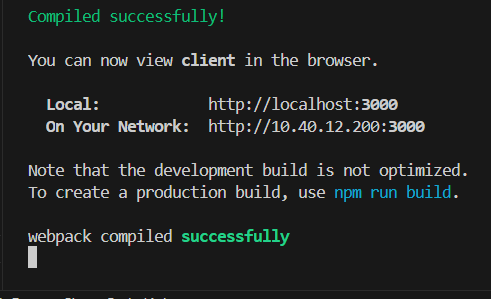 Compiled successfully!
You can now view client in the browser.
Local: http://localhost:3000
On Your Network: http://10.40.12.200:3000
Note that the development build is not optimized.
To create a production build, use npm run build.
webpack compiled successfully